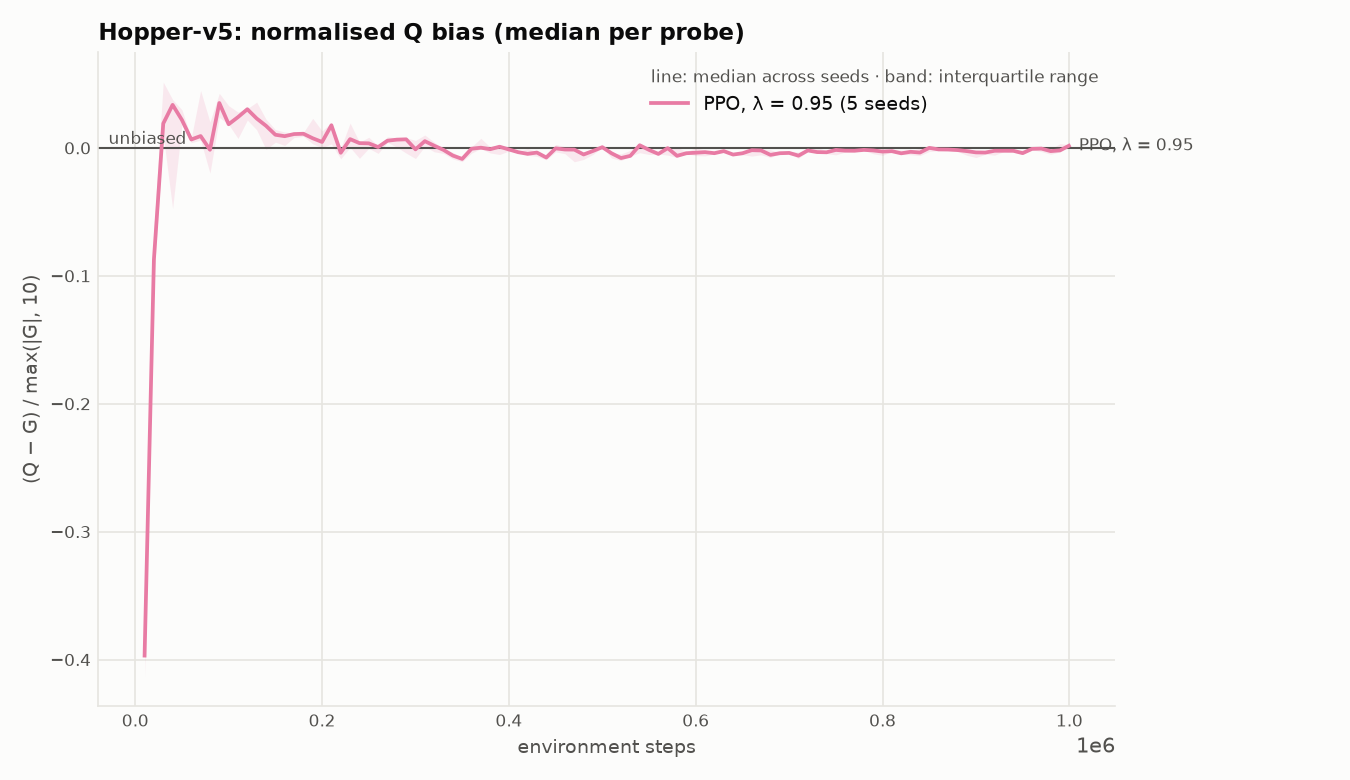 Hopper-v5: normalised Q bias (median per probe)
line: median across seeds · band: interquartile range
PPO, λ = 0.95 (5 seeds)
unbiased
PPO, λ = 0.95
(Q − G) / max(|G|, 10)
0.0
−0.1
−0.2
−0.3
−0.4
0.0 0.2 0.4 0.6 0.8 1.0
1e6
environment steps